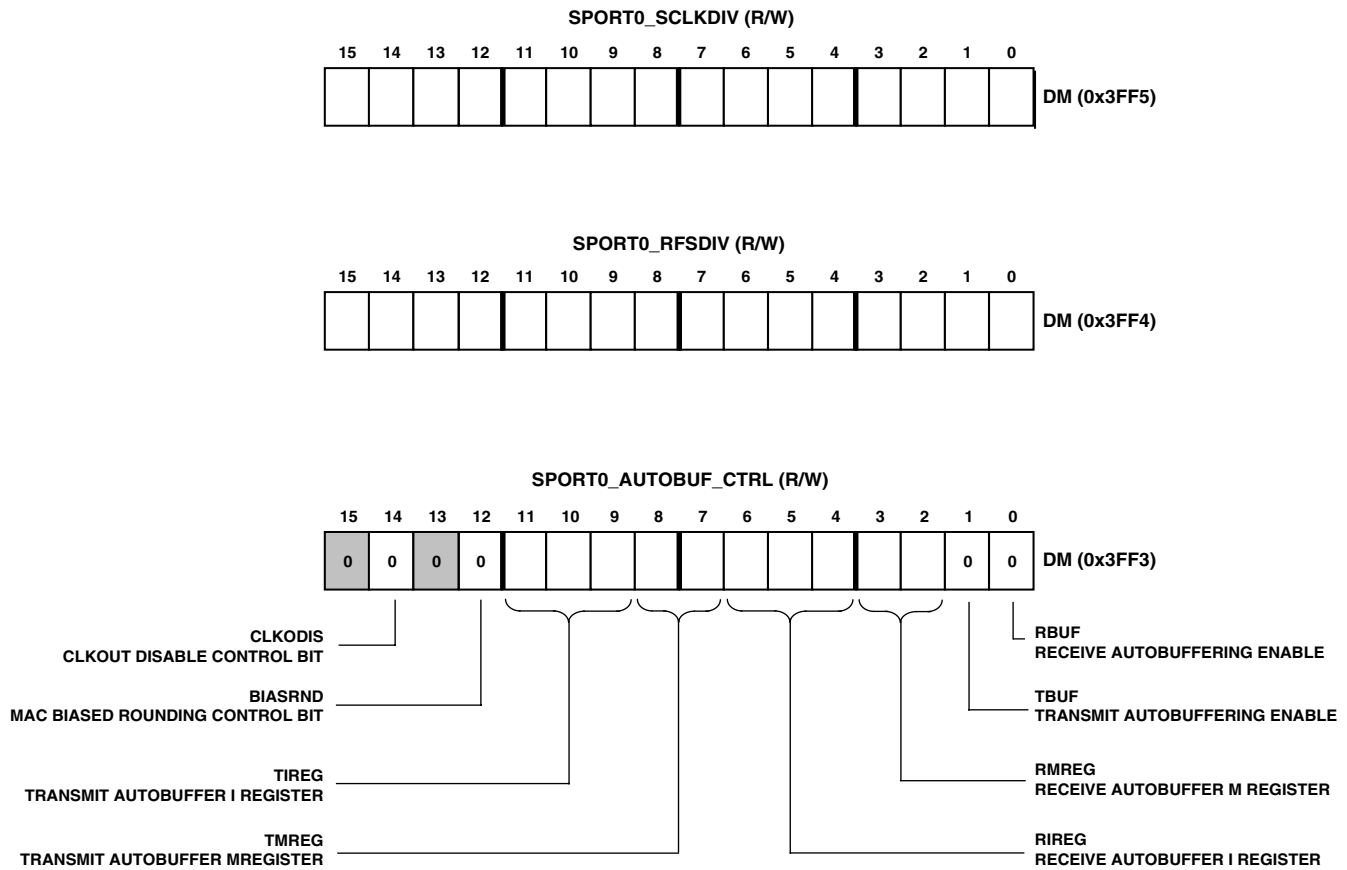 SPORT0_SCLKDIV (R/W)
15 14 13 12 11 10 9 8 7 6 5 4 3 2 1 0
DM (0x3FF5)
SPORT0_RFSDIV (R/W)
15 14 13 12 11 10 9 8 7 6 5 4 3 2 1 0
DM (0x3FF4)
SPORT0_AUTOBUF_CTRL (R/W)
15 14 13 12 11 10 9 8 7 6 5 4 3 2 1 0
0 0 0 0 0 0 DM (0x3FF3)
CLKODIS
CLKOUT DISABLE CONTROL BIT
BIASRND
MAC BIASED ROUNDING CONTROL BIT
TIREG
TRANSMIT AUTOBUFFER I REGISTER
TMREG
TRANSMIT AUTOBUFFER MREGISTER
RBUF
RECEIVE AUTOBUFFERING ENABLE
TBUF
TRANSMIT AUTOBUFFERING ENABLE
RMREG
RECEIVE AUTOBUFFER M REGISTER
RIREG
RECEIVE AUTOBUFFER I REGISTER